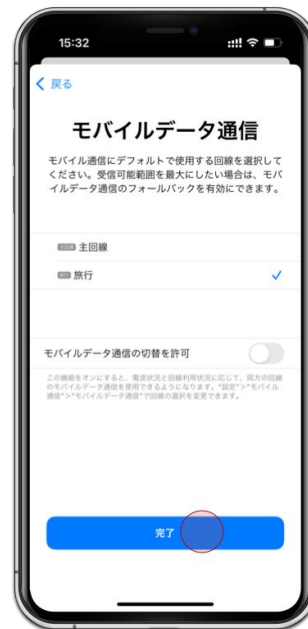 15:32
戻る
モバイルデータ通信
モバイル通信にデフォルトで使用する回線を選択して
ください。受信可能範囲を最大にしたい場合は、モバ
イルデータ通信のフォールバックを有効にできます。
主回線
旅行
モバイルデータ通信の切替を許可
この機能をオンにすると、電波状況と回線利用状況に応じて、両方の回線
のモバイルデータ通信を使用できるようになります。"設定">"モバイル
通信">"モバイルデータ通信"で回線の選択を変更できます。
完了